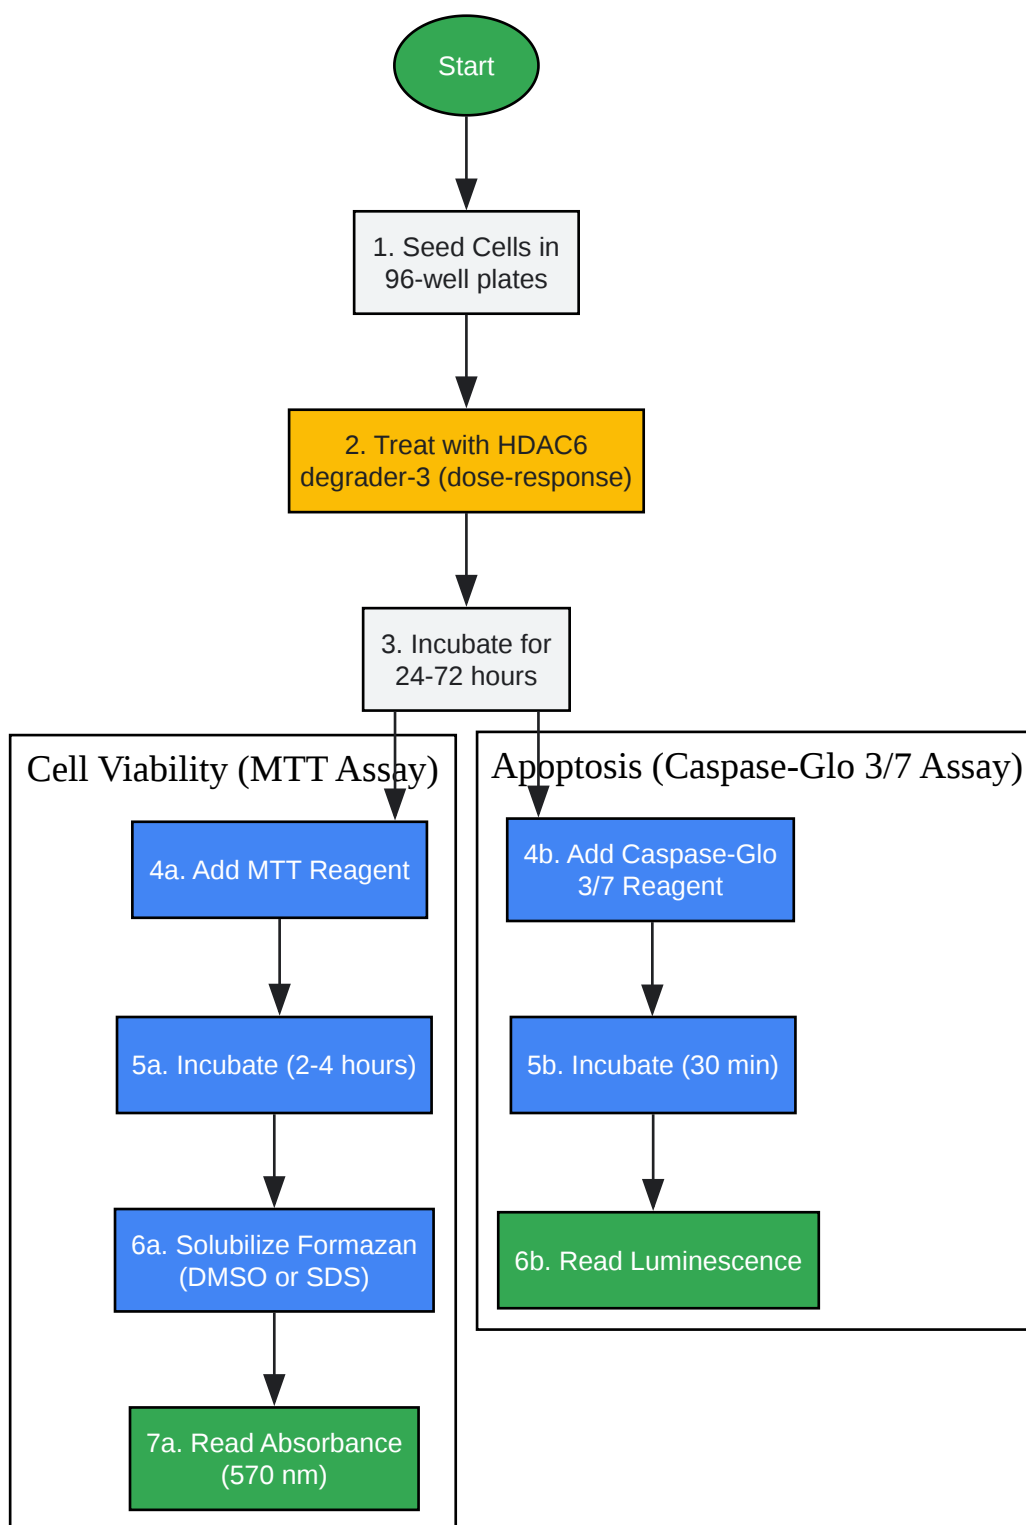 Start
1. Seed Cells in
96-well plates
2. Treat with HDAC6
degrader-3 (dose-response)
3. Incubate for
24-72 hours
Cell Viability (MTT Assay)
4a. Add MTT Reagent
5a. Incubate (2-4 hours)
6a. Solubilize Formazan
(DMSO or SDS)
7a. Read Absorbance
(570 nm)
Apoptosis (Caspase-Glo 3/7 Assay)
4b. Add Caspase-Glo
3/7 Reagent
5b. Incubate (30 min)
6b. Read Luminescence